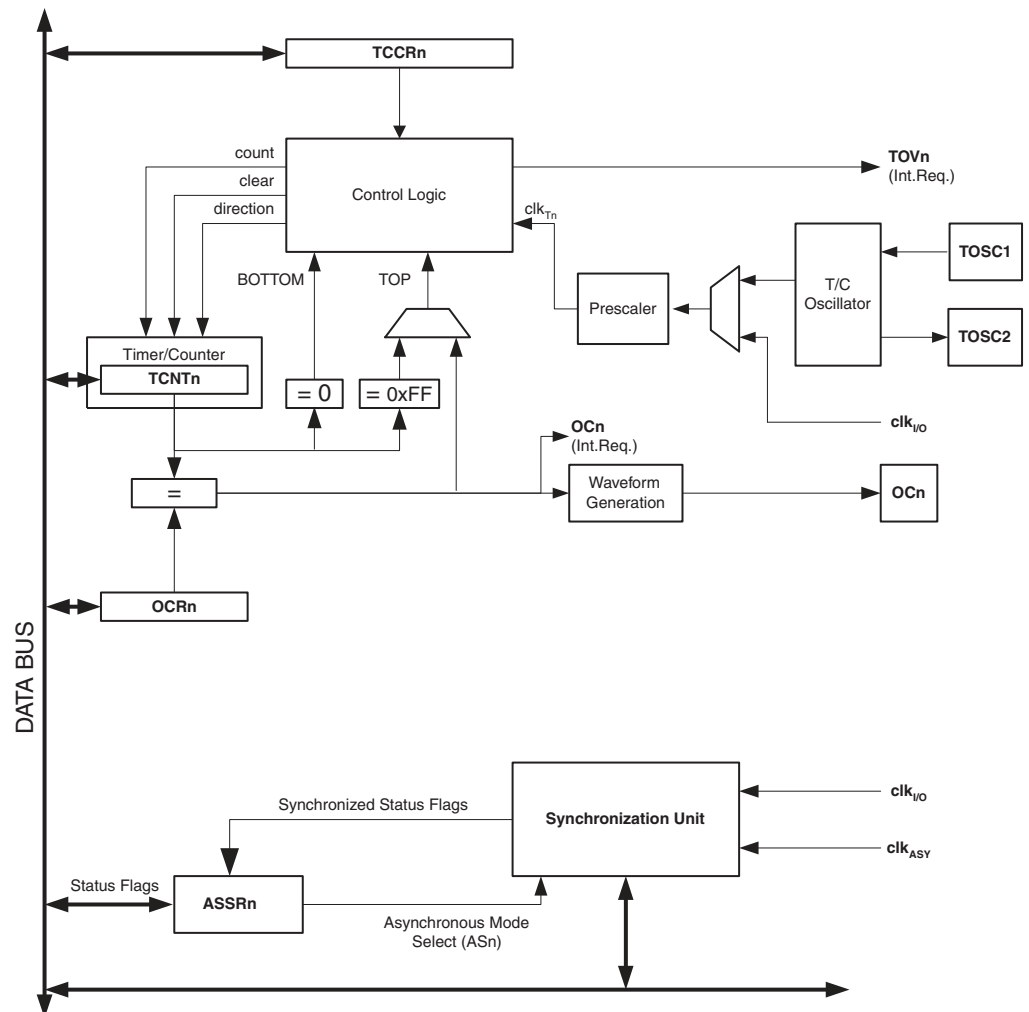 TCCRn
count
clear
direction
Control Logic
TOVn
(Int.Req.)
clkTn
BOTTOM
TOP
TOSC1
T/C
Oscillator
Prescaler
TOSC2
Timer/Counter
TCNTn
= 0
= 0xFF
clkI/O
OCn
(Int.Req.)
=
Waveform
Generation
OCn
OCRn
DATA BUS
Synchronized Status Flags
Synchronization Unit
clkI/O
clkASY
Status Flags
ASSRn
Asynchronous Mode
Select (ASn)